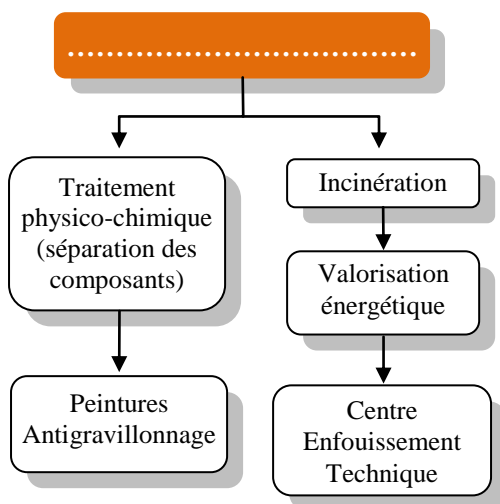 ......................................
Traitement
physico-chimique
(séparation des
composants)
Incinération
Valorisation
énergétique
Peintures
Antigravillonnage
Centre
Enfouissement
Technique